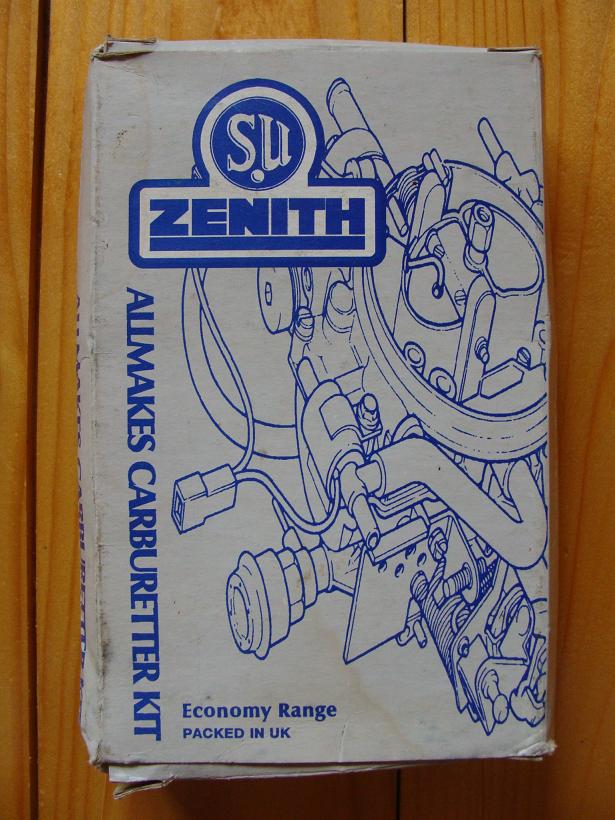 S.U
ZENITH
ALLMAKES CARBURETTER KIT
Economy Range
PACKED IN UK